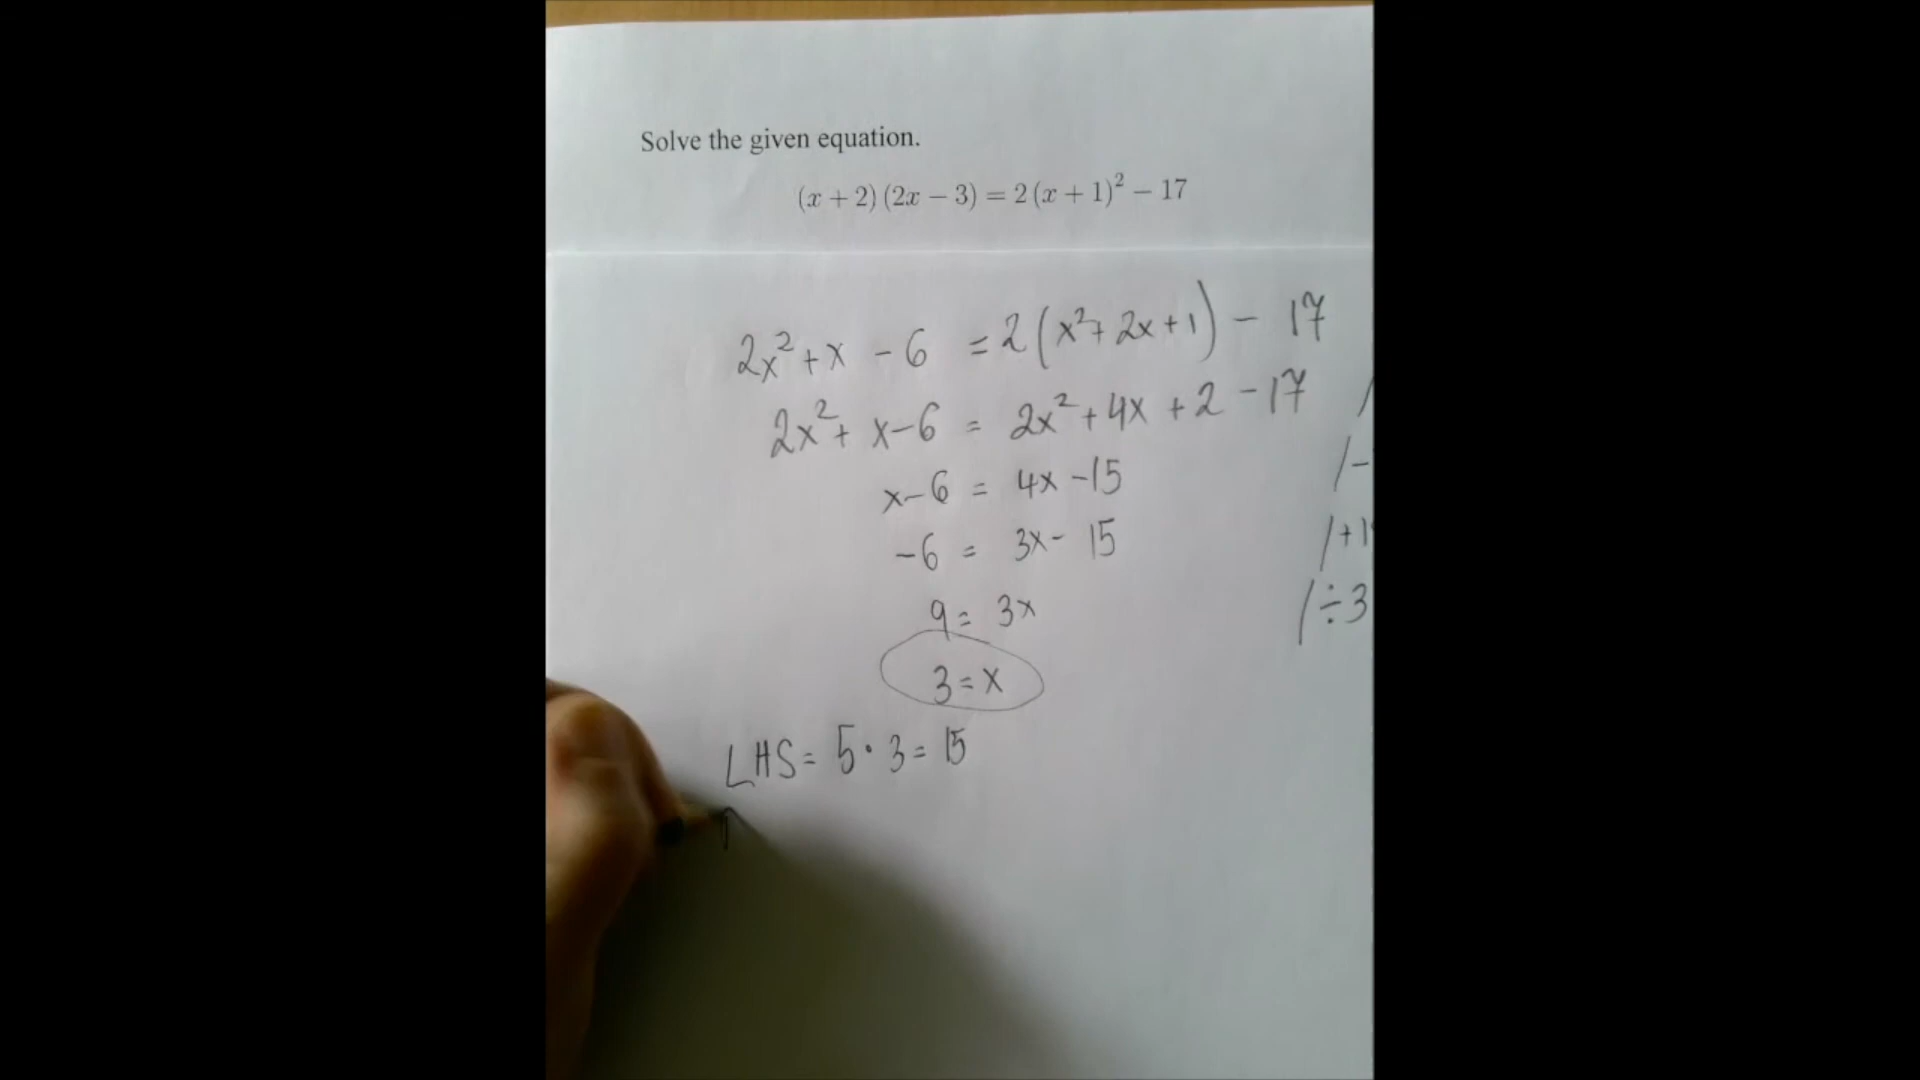 Solve the given equation.
(x + 2) (2x − 3) = 2 (x + 1)² − 17
2x² + x - 6 = 2(x² + 2x + 1) - 17
2x² + x - 6 = 2x² + 4x + 2 - 17 /
x - 6 = 4x - 15 /-
-6 = 3x - 15 /+1
9 = 3x /÷3
3 = x
LHS = 5 · 3 = 15